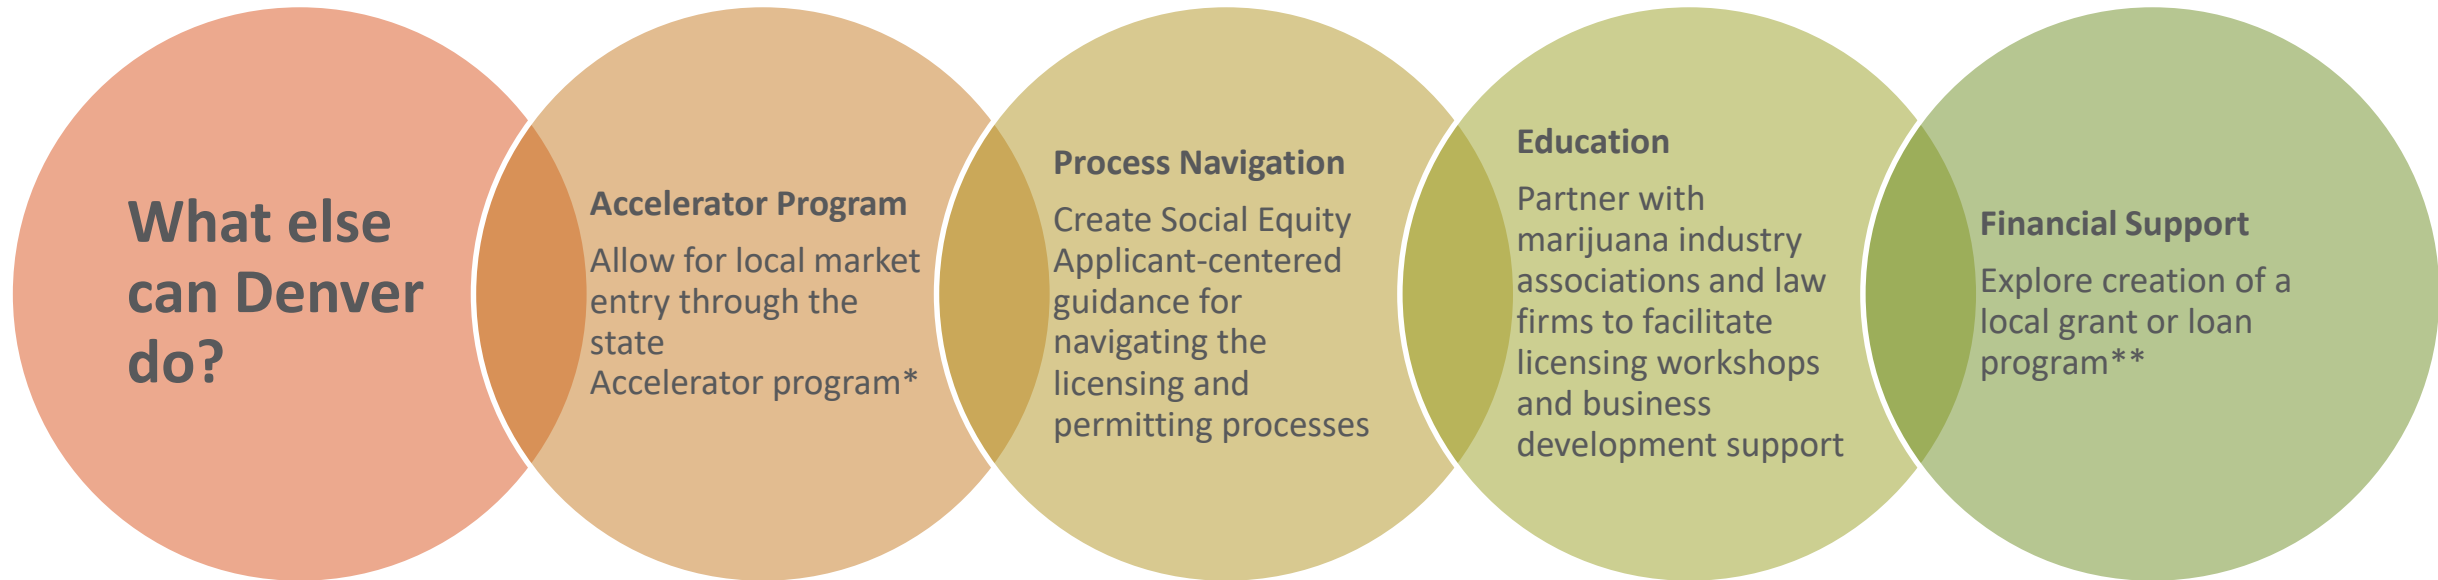 What else
can Denver
do?
Accelerator Program
Allow for local market
entry through the
state
Accelerator program*
Process Navigation
Create Social Equity
Applicant-centered
guidance for
navigating the
licensing and
permitting processes
Education
Partner with
marijuana industry
associations and law
firms to facilitate
licensing workshops
and business
development support
Financial Support
Explore creation of a
local grant or loan
program**